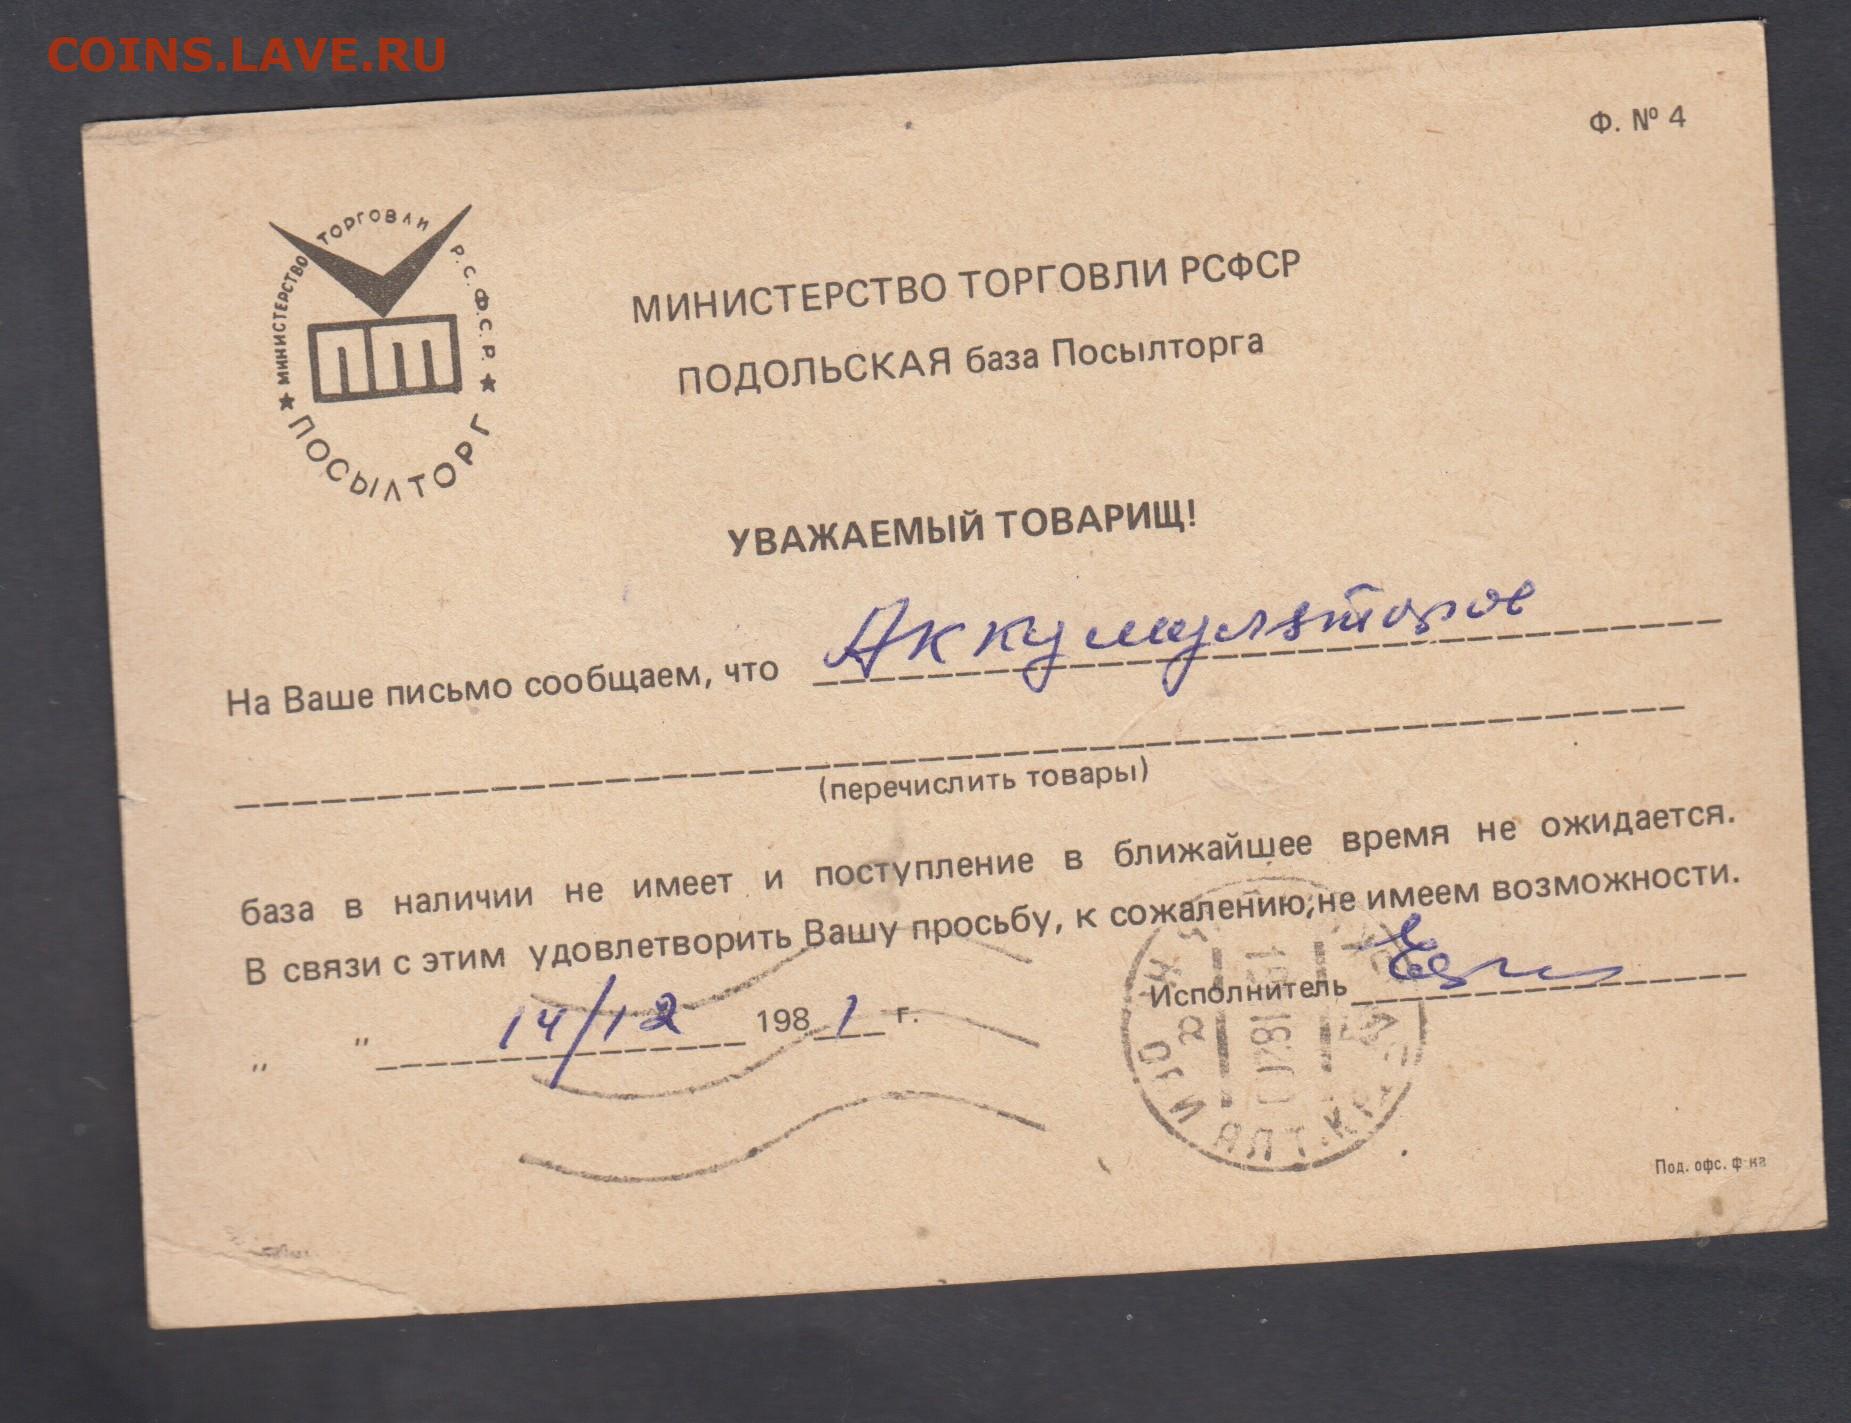 COINS.LAVE.RU
Ф. № 4
МИНИСТЕРСТВО ТОРГОВЛИ Р.С.Ф.С.Р.
ПТ
ПОСЫЛТОРГ
МИНИСТЕРСТВО ТОРГОВЛИ РСФСР
ПОДОЛЬСКАЯ база Посылторга
УВАЖАЕМЫЙ ТОВАРИЩ!
На Ваше письмо сообщаем, что Аккумуляторов
(перечислить товары)
база в наличии не имеет и поступление в ближайшее время не ожидается.
В связи с этим удовлетворить Вашу просьбу, к сожалению, не имеем возможности.
Исполнитель
„ “ 14/12 1981 г.
Под. офс. ф-ка